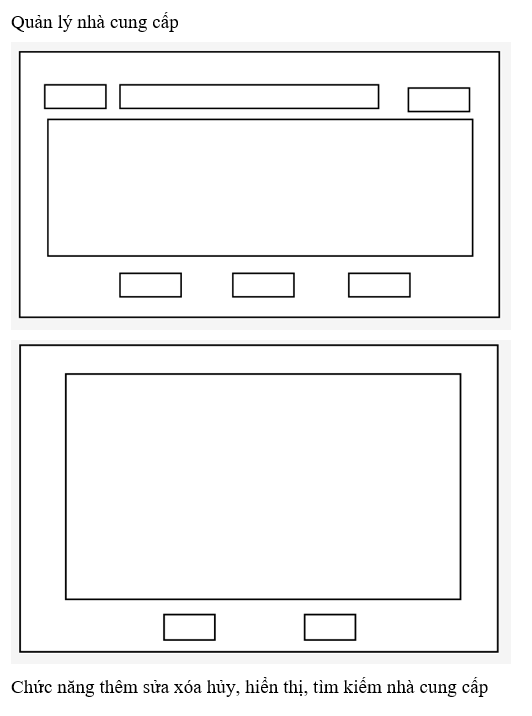 Quản lý nhà cung cấp
Chức năng thêm sửa xóa hủy, hiển thị, tìm kiếm nhà cung cấp